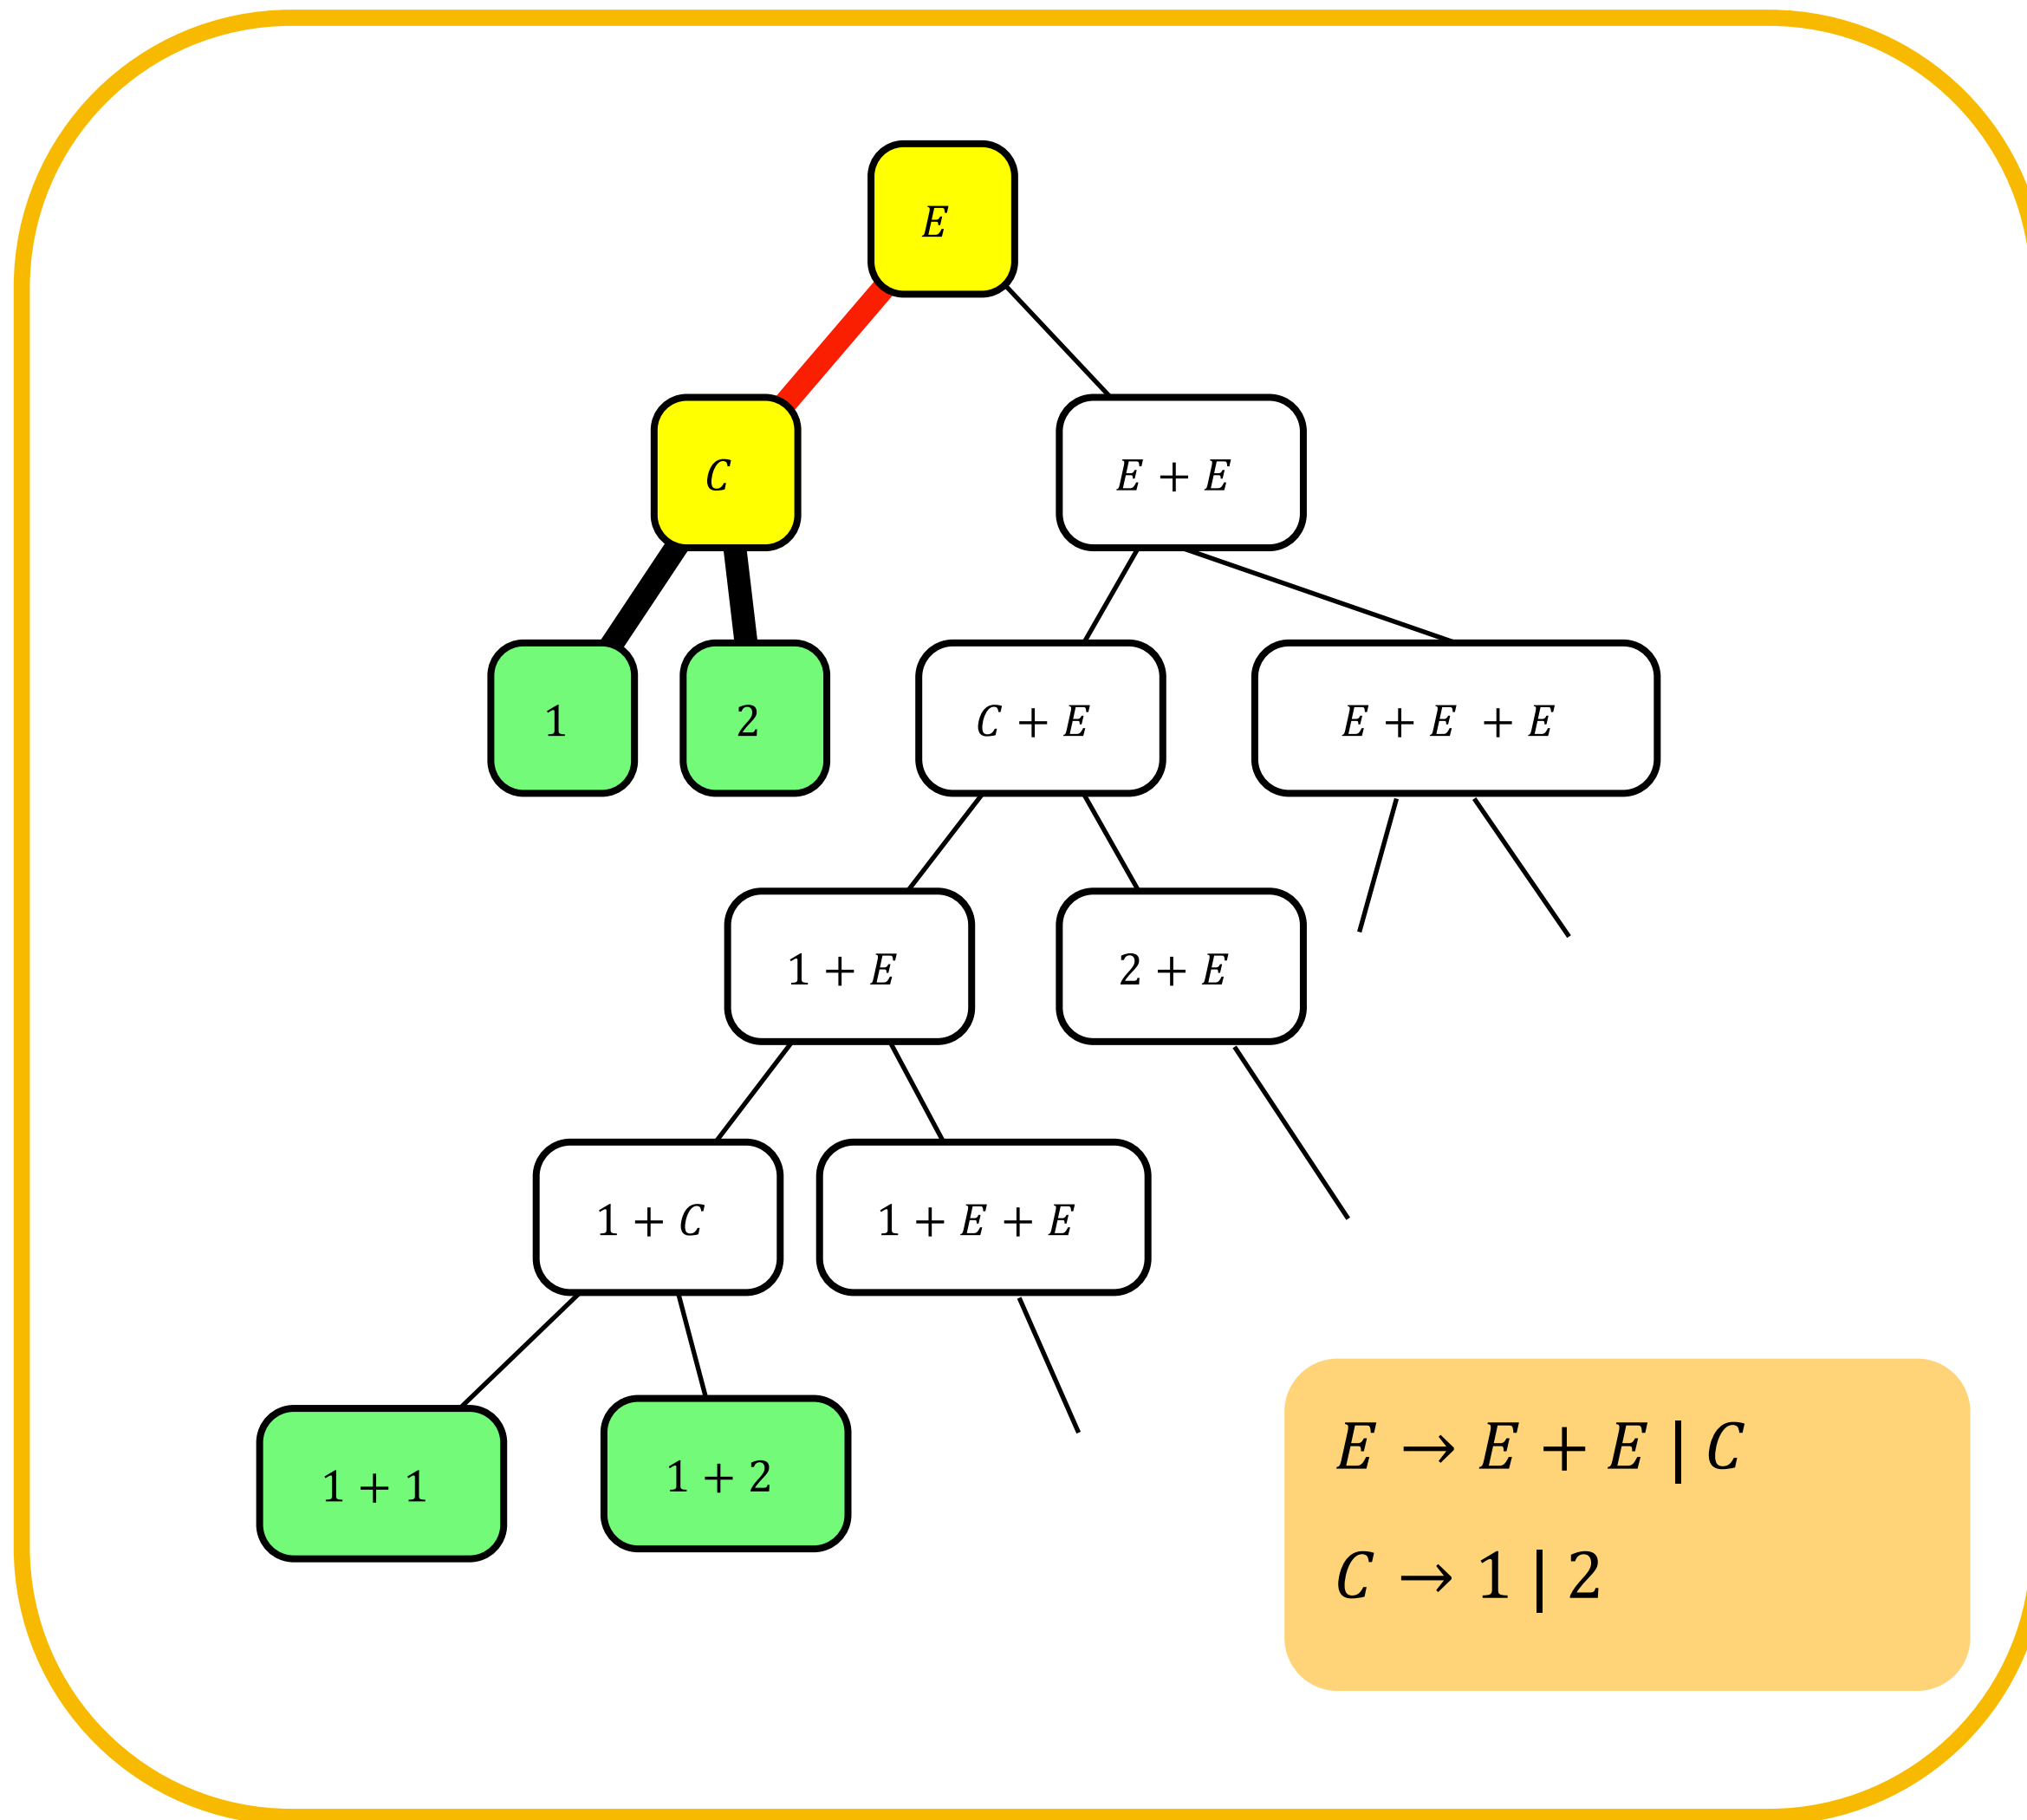 E
C
E + E
1
2
C + E
E + E + E
1 + E
2 + E
1 + C
1 + E + E
1 + 1
1 + 2
E → E + E | C
C → 1 | 2